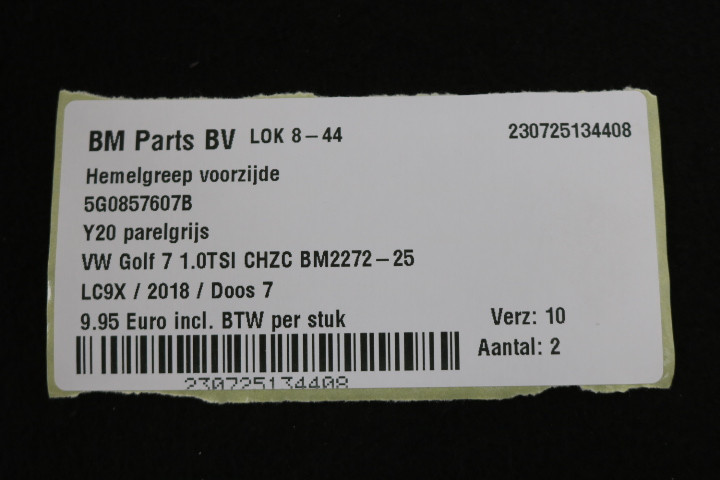 BM Parts BV LOK 8-44 230725134408
Hemelgreep voorzijde
5G0857607B
Y20 parelgrijs
VW Golf 7 1.0TSI CHZC BM2272-25
LC9X / 2018 / Doos 7
9.95 Euro incl. BTW per stuk Verz: 10
Aantal: 2
230725134408